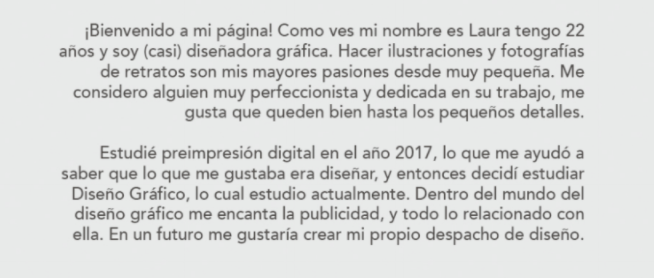 ¡Bienvenido a mi página! Como ves mi nombre es Laura tengo 22
años y soy (casi) diseñadora gráfica. Hacer ilustraciones y fotografías
de retratos son mis mayores pasiones desde muy pequeña. Me
considero alguien muy perfeccionista y dedicada en su trabajo, me
gusta que queden bien hasta los pequeños detalles.
Estudié preimpresión digital en el año 2017, lo que me ayudó a
saber que lo que me gustaba era diseñar, y entonces decidí estudiar
Diseño Gráfico, lo cual estudio actualmente. Dentro del mundo del
diseño gráfico me encanta la publicidad, y todo lo relacionado con
ella. En un futuro me gustaría crear mi propio despacho de diseño.